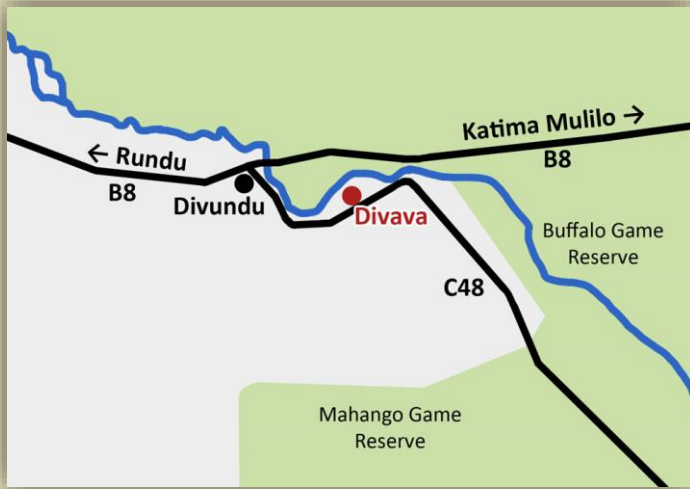 Katima Mulilo →
B8
← Rundu
B8
Divundu
Divava
Buffalo Game
Reserve
C48
Mahango Game
Reserve